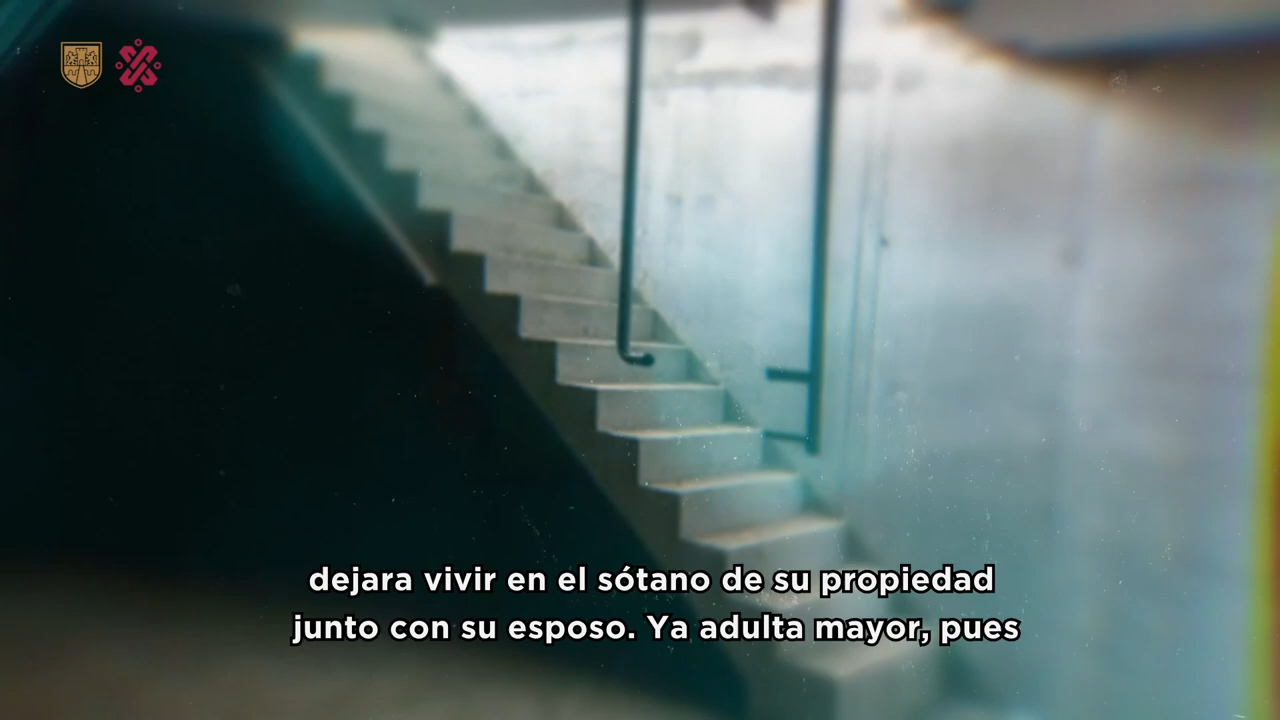 dejara vivir en el sótano de su propiedad
junto con su esposo. Ya adulta mayor, pues